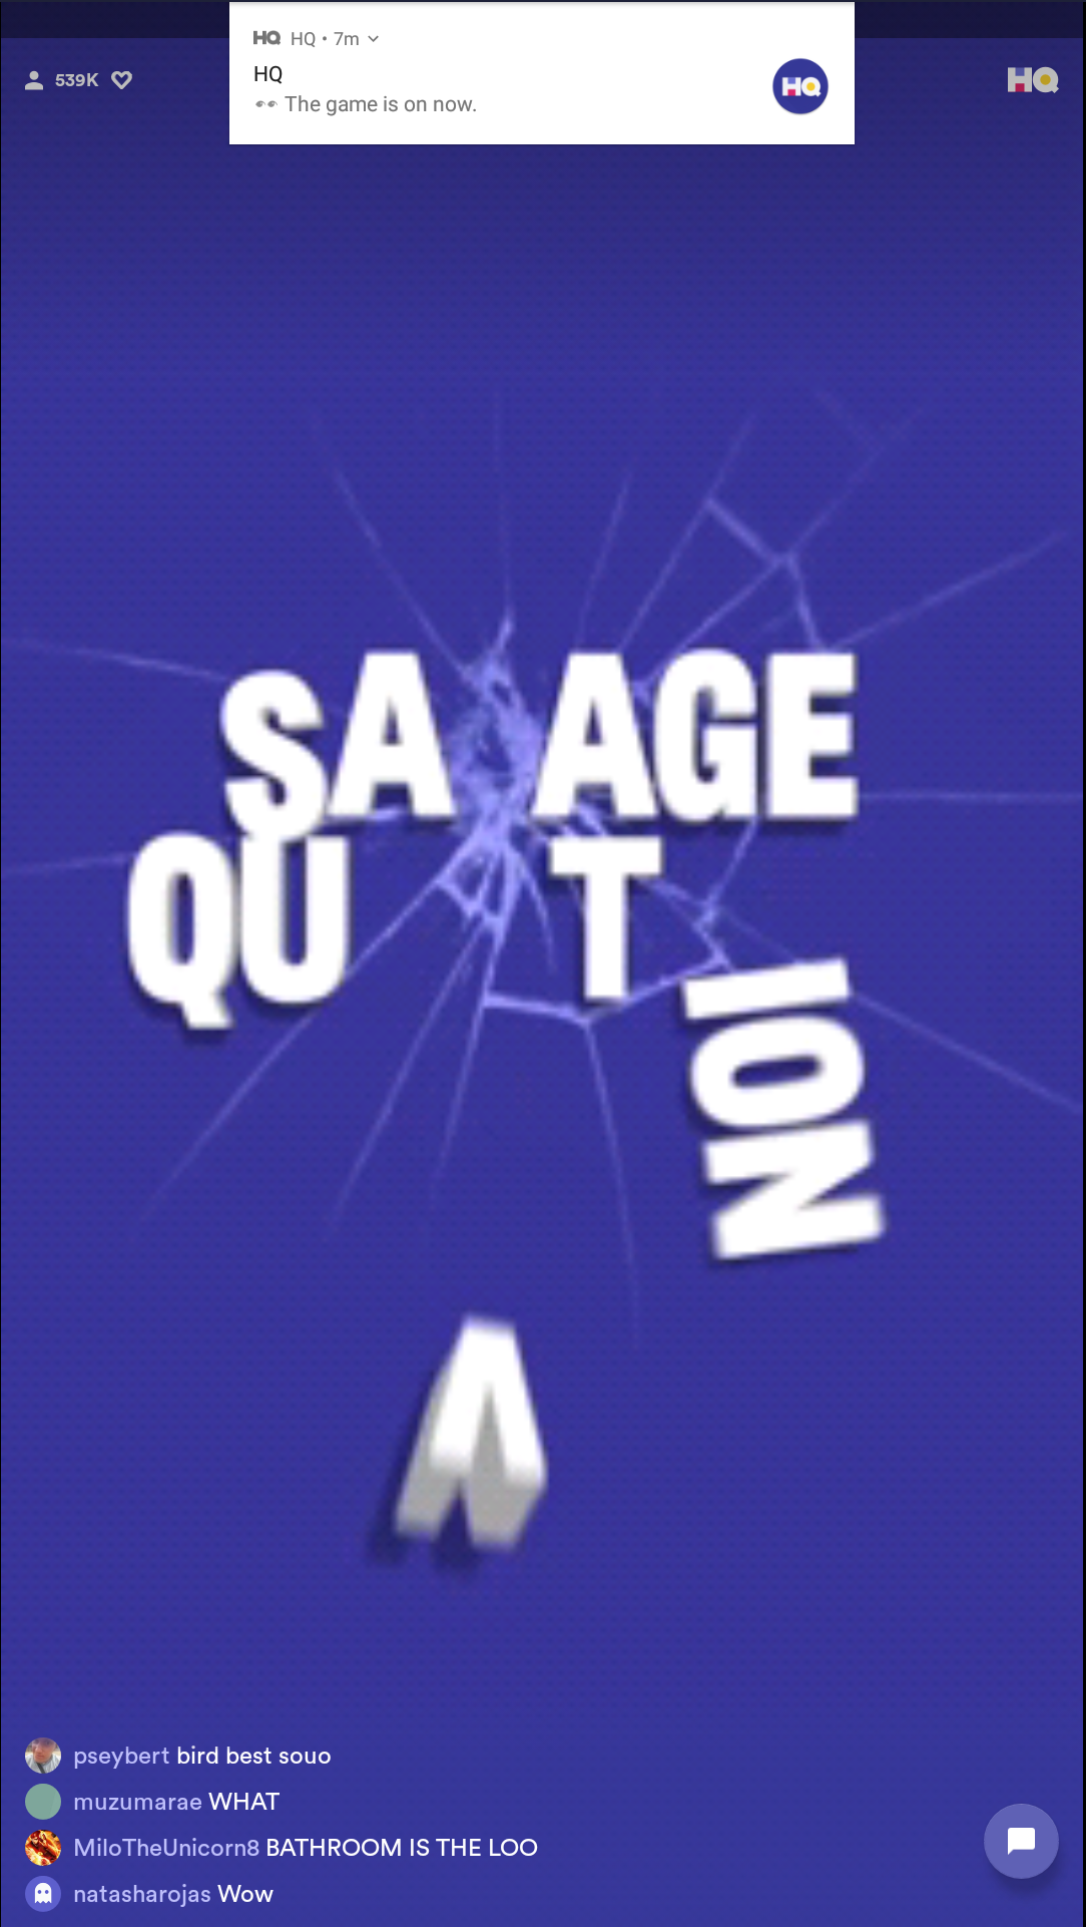 HQ HQ • 7m
HQ
👀 The game is on now.
HQ
539K
HQ
SA AGE
QU T
ION
V
pseybert bird best souo
muzumarae WHAT
MiloTheUnicorn8 BATHROOM IS THE LOO
natasharojas Wow